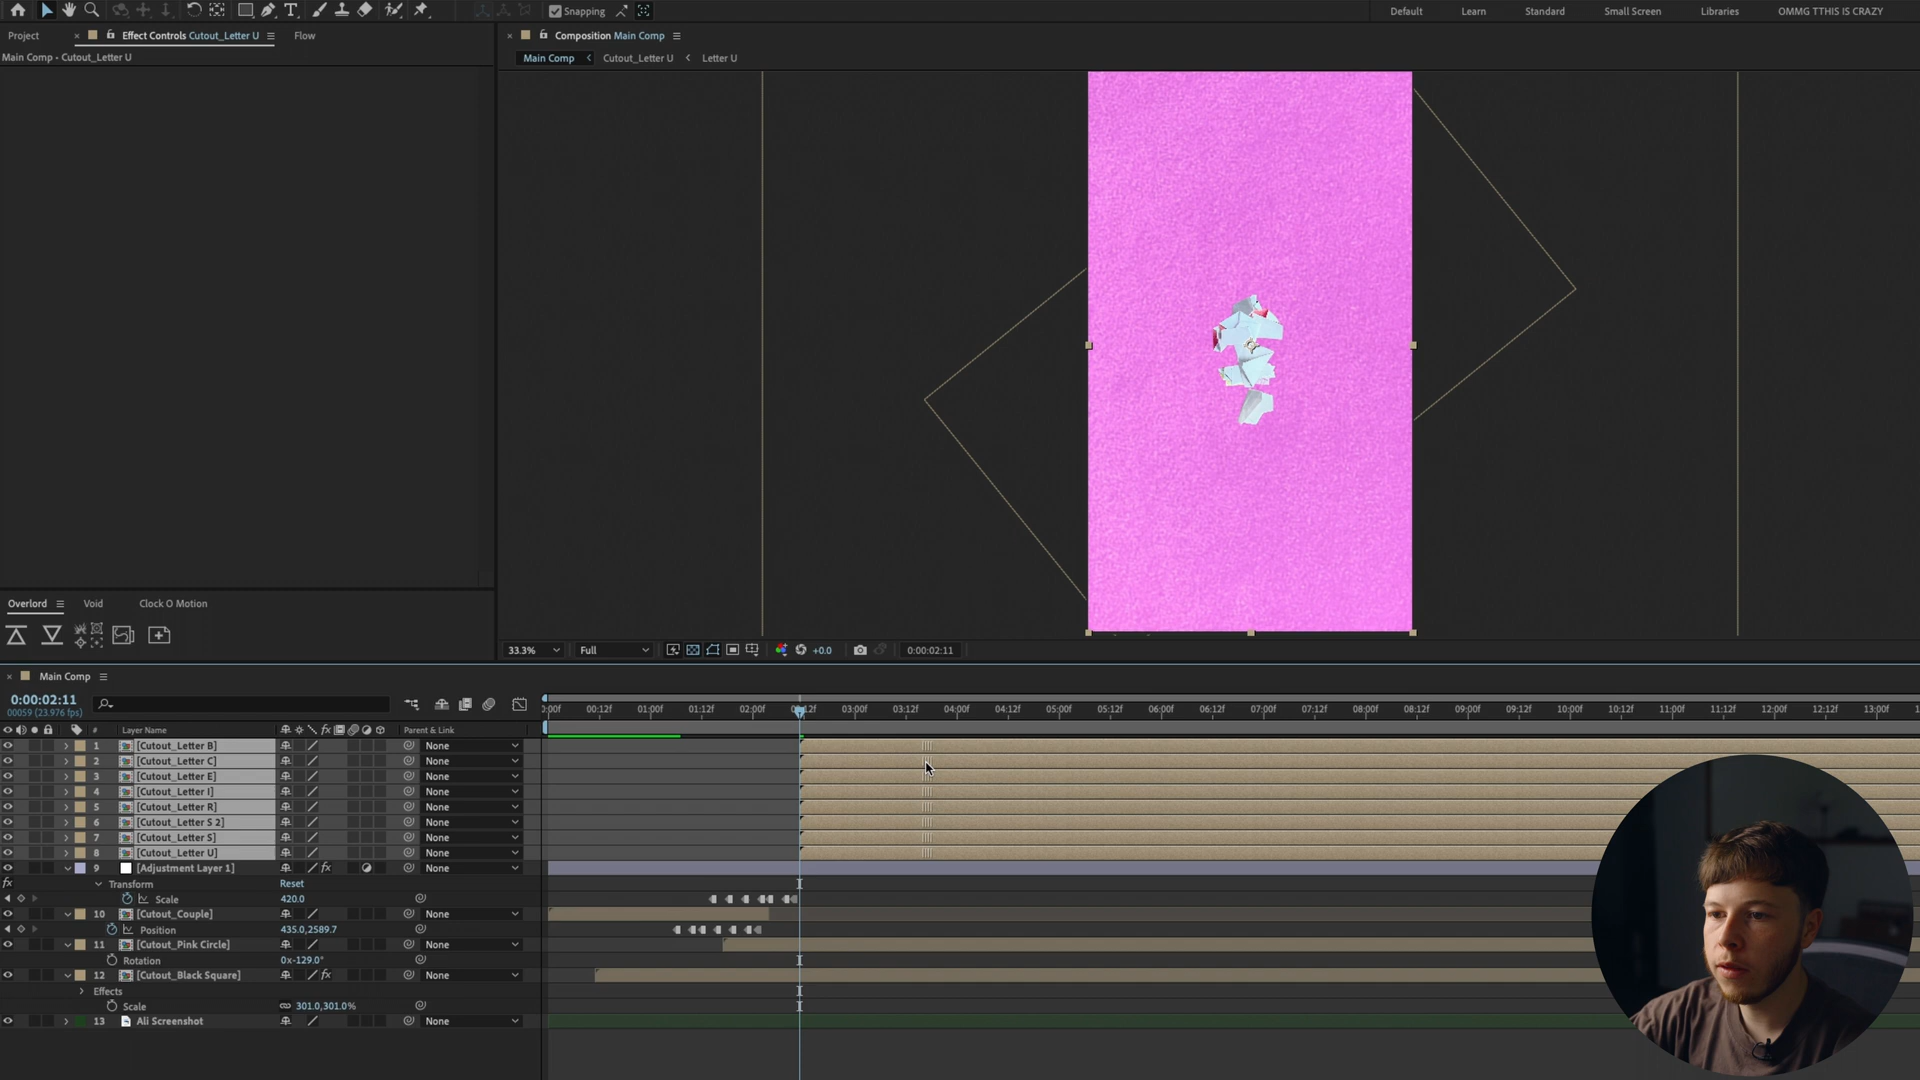 Snapping
Default
Learn
Standard
Small Screen
Libraries
OMMG TTHIS IS CRAZY
Project
Effect Controls Cutout_Letter U
Flow
Composition Main Comp
Main Comp - Cutout_Letter U
Main Comp
Cutout_Letter U
Letter U
Overlord
Void
Clock O Motion
33.3%
Full
+0.0
0:00:02:11
Main Comp
0:00:02:11
00059 (23.976 fps)
:00f 00:12f 01:00f 01:12f 02:00f 03:00f 03:12f 04:00f 04:12f 05:00f 05:12f 06:00f 06:12f 07:00f 07:12f 08:00f 08:12f 09:00f 09:12f 10:00f 10:12f 11:00f 11:12f 12:00f 12:12f 13:00f
# Layer Name fx Parent & Link
1 [Cutout_Letter B] None
2 [Cutout_Letter C] None
3 [Cutout_Letter E] None
4 [Cutout_Letter I] None
5 [Cutout_Letter R] None
6 [Cutout_Letter S 2] None
7 [Cutout_Letter S] None
8 [Cutout_Letter U] None
9 [Adjustment Layer 1] fx None
fx Transform Reset
Scale 420.0
10 [Cutout_Couple] None
Position 435.0,2589.7
11 [Cutout_Pink Circle] None
Rotation 0x-129.0°
12 [Cutout_Black Square] fx None
Effects
Scale 301.0,301.0%
13 Ali Screenshot None